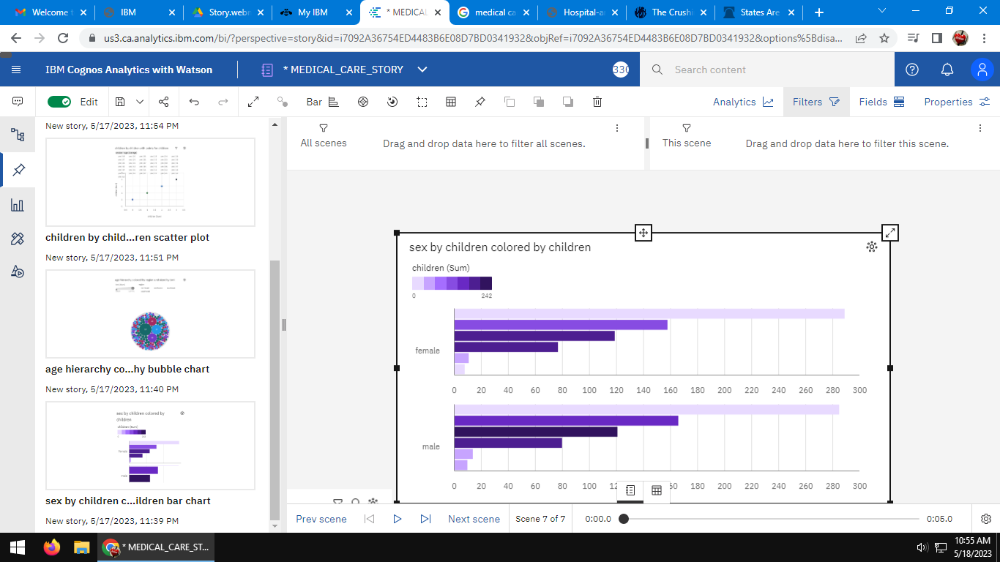 Welcome t
IBM
Story.webm
My IBM
* MEDICAL
medical ca
Hospital-a
The Crushi
States Are
us3.ca.analytics.ibm.com/bi/?perspective=story&id=i7092A36754ED4483B6E08D7BD0341932&objRef=i7092A36754ED4483B6E08D7BD0341932&options%5Bdisa...
IBM Cognos Analytics with Watson
* MEDICAL_CARE_STORY
330
Search content
Edit
Bar
Analytics
Filters
Fields
Properties
New story, 5/17/2023, 11:54 PM
All scenes
Drag and drop data here to filter all scenes.
This scene
Drag and drop data here to filter this scene.
children by child...ren scatter plot
New story, 5/17/2023, 11:51 PM
age hierarchy co...hy bubble chart
New story, 5/17/2023, 11:40 PM
sex by children colored by
children
children (Sum)
female
male
sex by children c...ildren bar chart
New story, 5/17/2023, 11:39 PM
sex by children colored by children
children (Sum)
0 242
female
0 20 40 60 80 100 120 140 160 180 200 220 240 260 280 300
male
0 20 40 60 80 100 160 180 200 220 240 260 280 300
Prev scene
Next scene
Scene 7 of 7
0:00.0
0:05.0
* MEDICAL_CARE_ST...
10:55 AM
5/18/2023